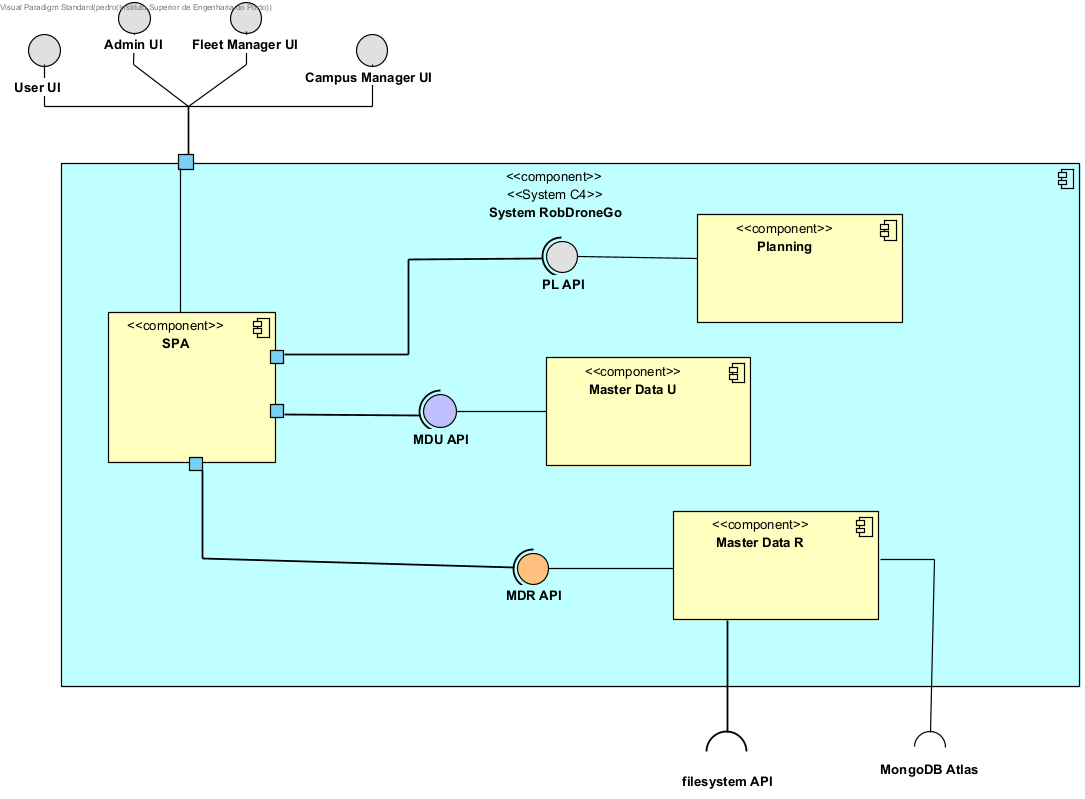 Visual Paradigm Standard(pedro(Instituto Superior de Engenharia do Porto))
Admin UI
Fleet Manager UI
Campus Manager UI
User UI
<<component>>
<<System C4>>
System RobDroneGo
<<component>>
Planning
PL API
<<component>>
SPA
<<component>>
Master Data U
MDU API
<<component>>
Master Data R
MDR API
filesystem API
MongoDB Atlas